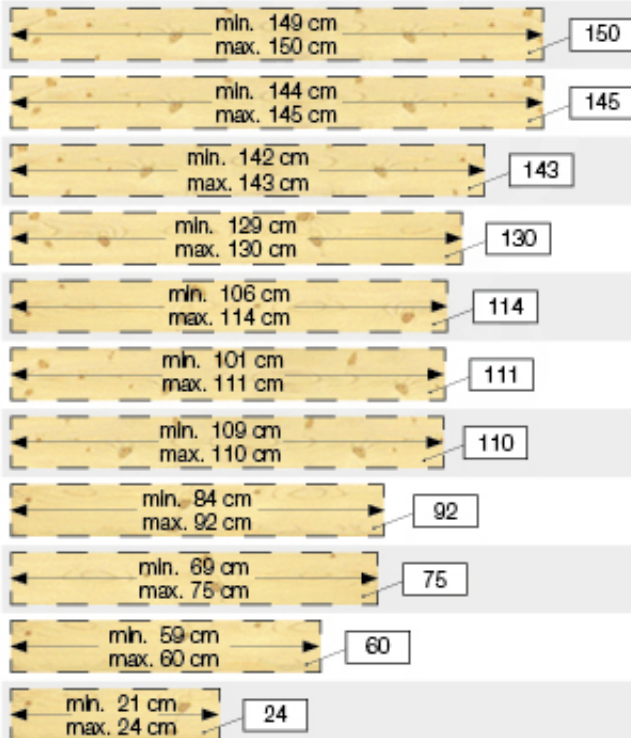 min. 149 cm
max. 150 cm
150
min. 144 cm
max. 145 cm
145
min. 142 cm
max. 143 cm
143
min. 129 cm
max. 130 cm
130
min. 106 cm
max. 114 cm
114
min. 101 cm
max. 111 cm
111
min. 109 cm
max. 110 cm
110
min. 84 cm
max. 92 cm
92
min. 69 cm
max. 75 cm
75
min. 59 cm
max. 60 cm
60
min. 21 cm
max. 24 cm
24